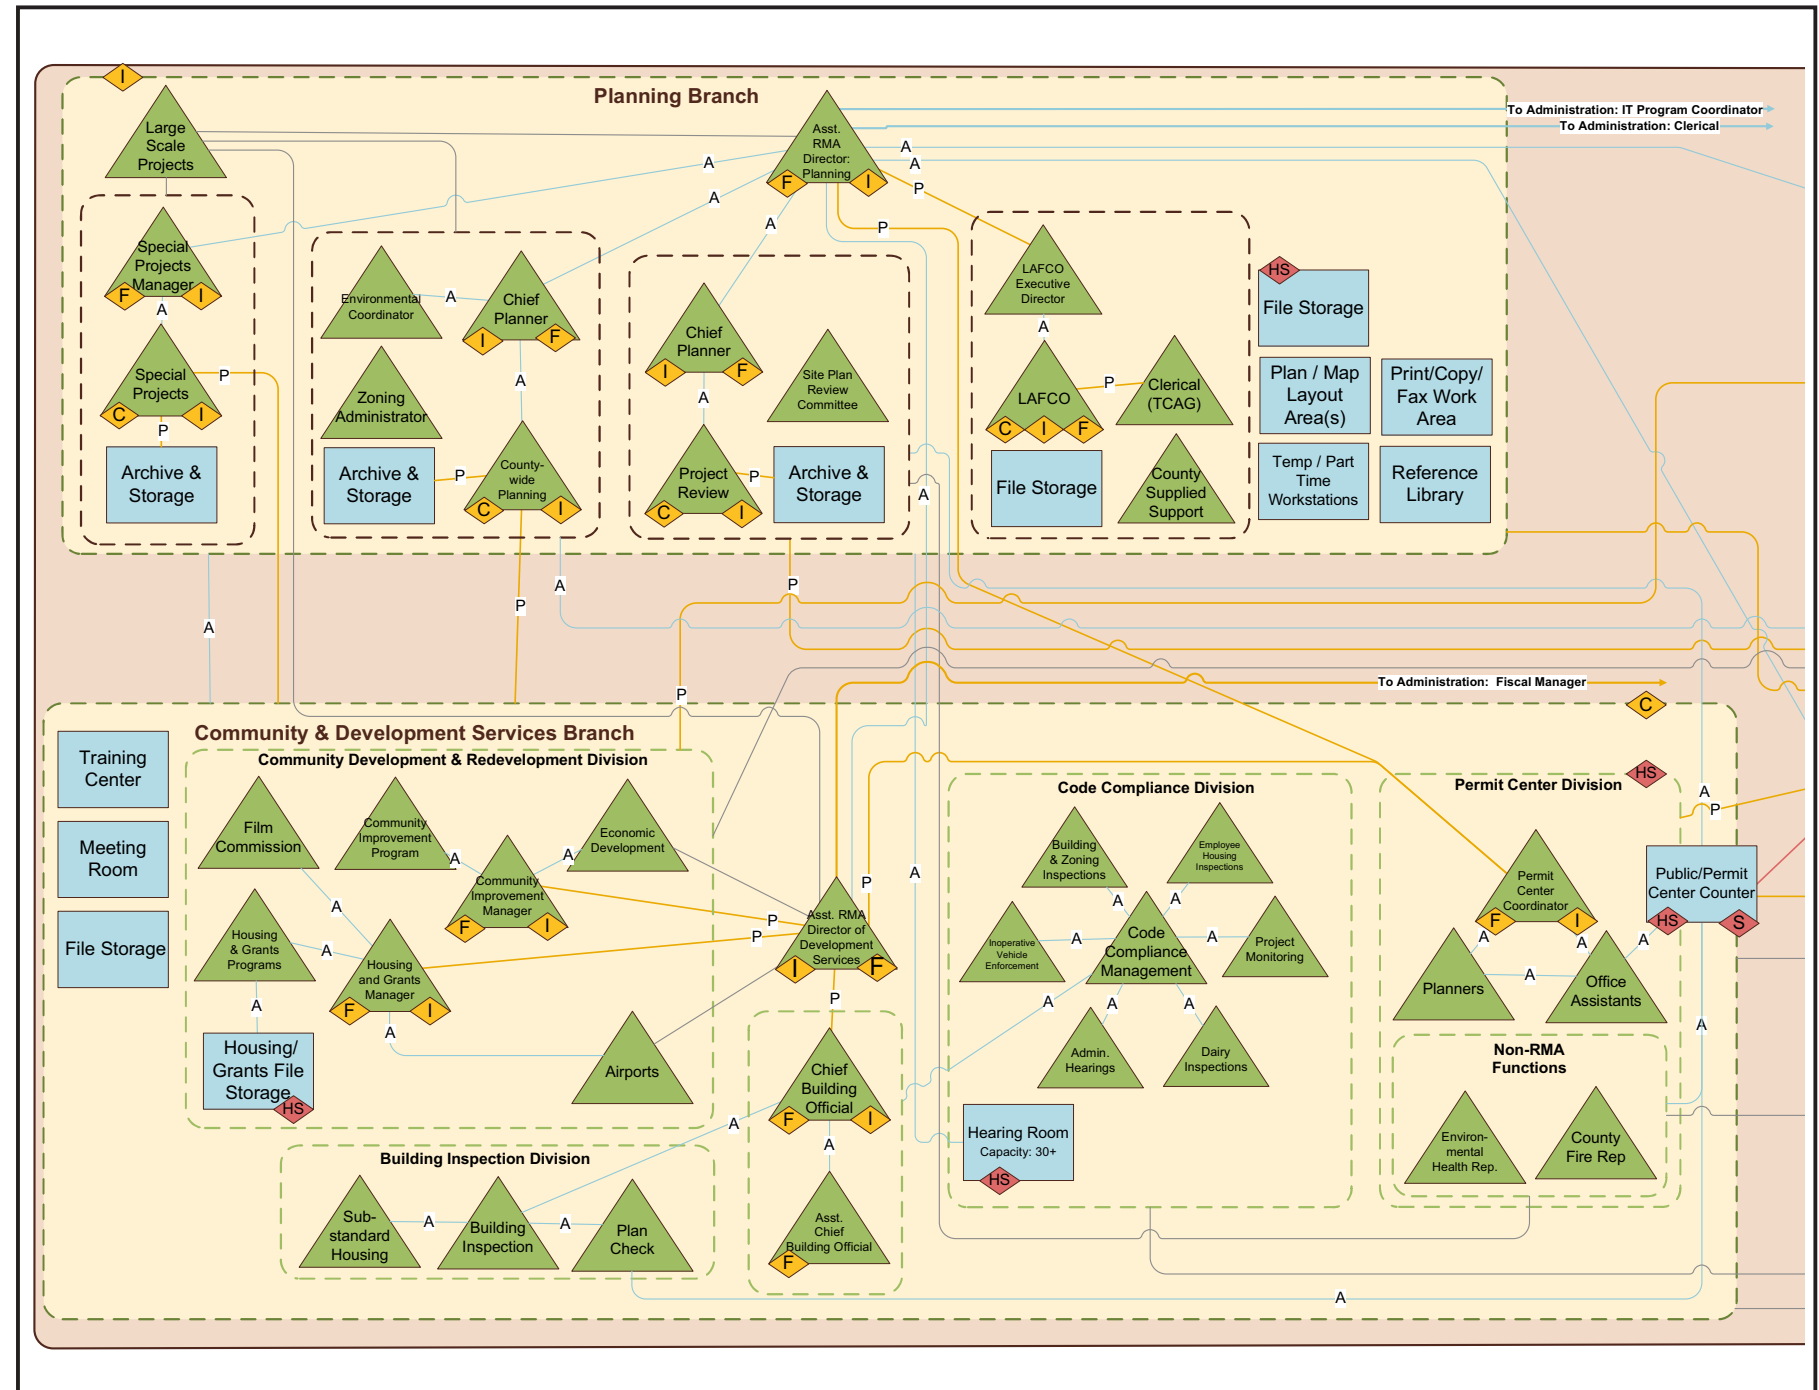 I
Planning Branch
Large
Scale
Projects
Asst.
RMA
Director:
Planning
F
I
To Administration: IT Program Coordinator
To Administration: Clerical
A
A
A
A
A
P
P
Special
Projects
Manager
F
I
A
Special
Projects
C
I
P
P
Archive &
Storage
Environmental
Coordinator
A
Chief
Planner
I
F
Zoning
Administrator
A
Archive &
Storage
P
County-
wide
Planning
C
I
Chief
Planner
I
F
Site Plan
Review
Committee
A
Project
Review
C
I
P
Archive &
Storage
LAFCO
Executive
Director
A
LAFCO
C
I
F
P
Clerical
(TCAG)
File Storage
County
Supplied
Support
HS
File Storage
Plan / Map
Layout
Area(s)
Print/Copy/
Fax Work
Area
Temp / Part
Time
Workstations
Reference
Library
A
A
P
A
P
P
To Administration:  Fiscal Manager
C
Community & Development Services Branch
Training
Center
Meeting
Room
File Storage
Community Development & Redevelopment Division
Film
Commission
Community
Improvement
Program
Economic
Development
A
A
Community
Improvement
Manager
F
I
A
Housing
& Grants
Programs
A
Housing
and Grants
Manager
F
I
A
A
Housing/
Grants File
Storage
HS
Airports
P
P
P
Asst. RMA
Director of
Development
Services
I
F
P
Chief
Building
Official
F
I
A
A
Asst.
Chief
Building Official
F
Building Inspection Division
Sub-
standard
Housing
A
Building
Inspection
A
Plan
Check
A
A
Code Compliance Division
Building
& Zoning
Inspections
Employee
Housing
Inspections
A
A
Inoperative
Vehicle
Enforcement
A
Code
Compliance
Management
A
Project
Monitoring
A
A
A
Admin.
Hearings
Dairy
Inspections
Hearing Room
Capacity: 30+
HS
HS
Permit Center Division
A
P
Permit
Center
Coordinator
F
I
Public/Permit
Center Counter
HS
S
A
A
A
Planners
A
Office
Assistants
A
Non-RMA
Functions
Environ-
mental
Health Rep.
County
Fire Rep
A